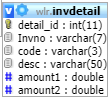 wlr.invdetail
detail_id : int(11)
Invno : varchar(7)
code : varchar(3)
desc : varchar(50)
amount1 : double
amount2 : double